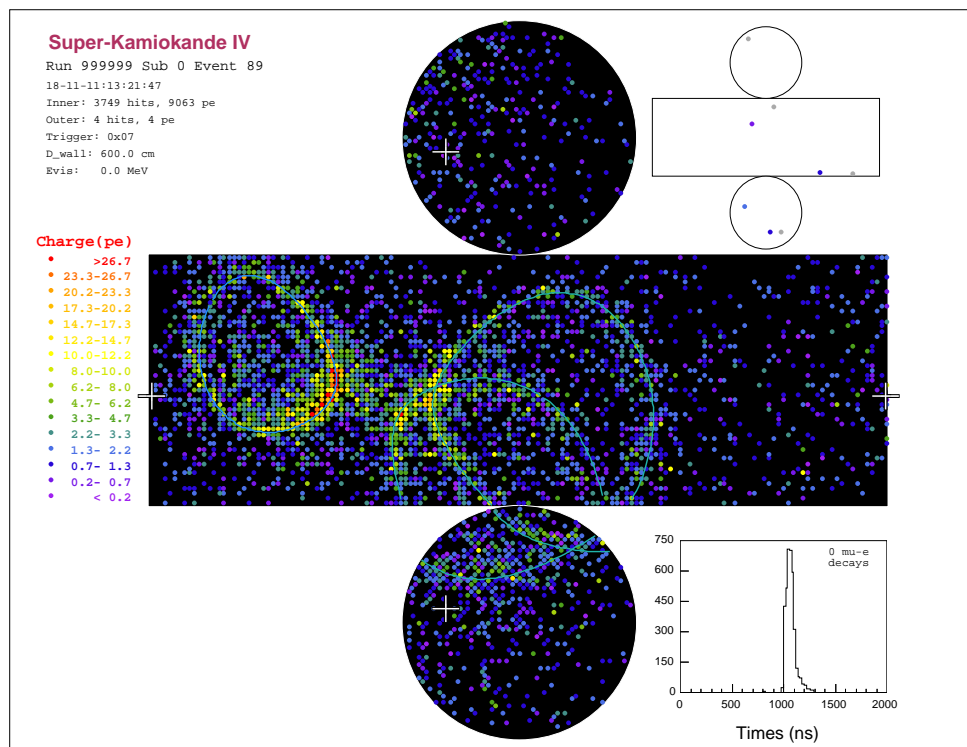 Super-Kamiokande IV
Run 999999 Sub 0 Event 89
18-11-11:13:21:47
Inner: 3749 hits, 9063 pe
Outer: 4 hits, 4 pe
Trigger: 0x07
D_wall: 600.0 cm
Evis: 0.0 MeV
Charge(pe)
>26.7
23.3-26.7
20.2-23.3
17.3-20.2
14.7-17.3
12.2-14.7
10.0-12.2
8.0-10.0
6.2- 8.0
4.7- 6.2
3.3- 4.7
2.2- 3.3
1.3- 2.2
0.7- 1.3
0.2- 0.7
< 0.2
0 mu-e
decays
750
600
450
300
150
0
0 500 1000 1500 2000
Times (ns)